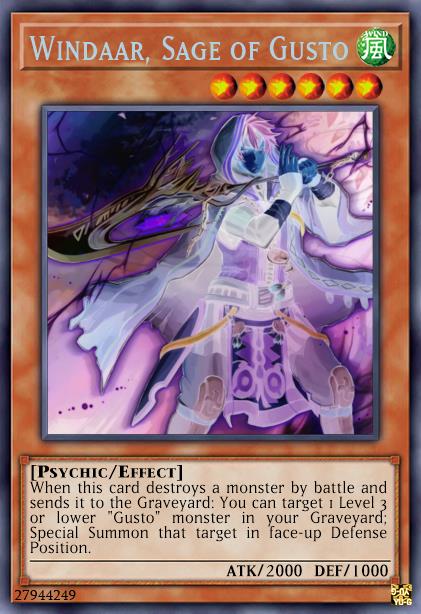 Windaar, Sage of Gusto
WIND
風
[Psychic/Effect]
When this card destroys a monster by battle and
sends it to the Graveyard: You can target 1 Level 3
or lower "Gusto" monster in your Graveyard;
Special Summon that target in face-up Defense
Position.
ATK/2000 DEF/1000
27944249